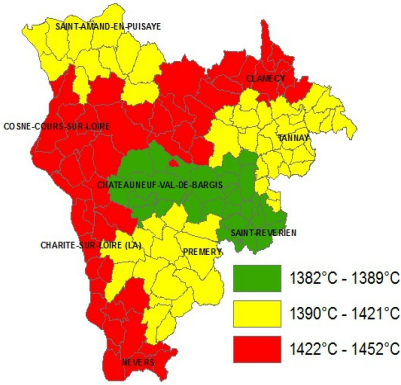 SAINT-AMAND-EN-PUISAYE
CLAMECY
COSNE-COURS-SUR-LOIRE
TANNAY
CHATEAUNEUF-VAL-DE-BARGIS
SAINT-REVERIEN
CHARITE-SUR-LOIRE (LA)
PREMERY
1382°C - 1389°C
1390°C - 1421°C
1422°C - 1452°C
NEVERS